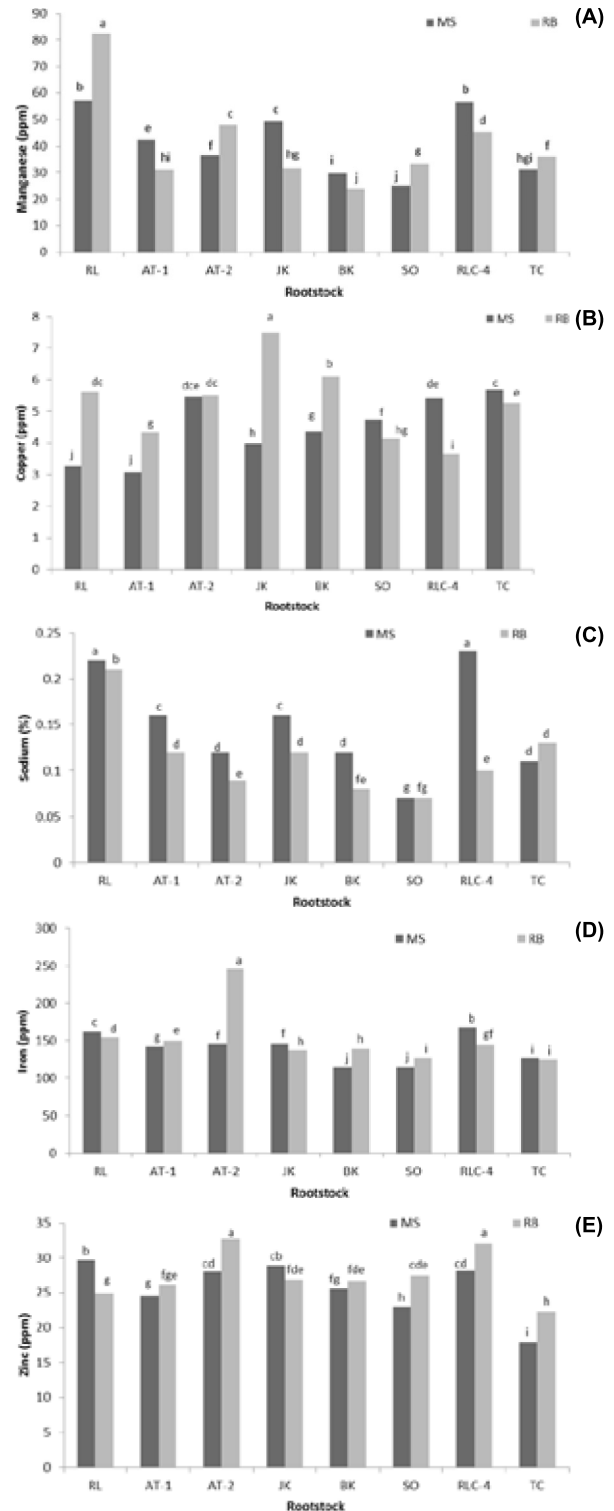 (A)
MS RB
Manganese (ppm)
90
80
70
60
50
40
30
20
10
0
b a e hi f c c hg i j j g b d hgi f
RL AT-1 AT-2 JK BK SO RLC-4 TC
Rootstock
(B)
MS RB
Copper (ppm)
8
7
6
5
4
3
2
1
0
j dc j g dce dc h a g b f hg de i c e
RL AT-1 AT-2 JK BK SO RLC-4 TC
Rootstock
(C)
MS RB
Sodium (%)
0.25
0.2
0.15
0.1
0.05
0
a b c d d e c d d fe g fg a e d d
RL AT-1 AT-2 JK BK SO RLC-4 TC
Rootstock
(D)
MS RB
Iron (ppm)
300
250
200
150
100
50
0
c d g e f a f h j h j i b gf i i
RL AT-1 AT-2 JK BK SO RLC-4 TC
Rootstock
(E)
MS RB
Zinc (ppm)
35
30
25
20
15
10
5
0
b g g fge cd a cb fde fg fde h cde cd a i h
RL AT-1 AT-2 JK BK SO RLC-4 TC
Rootstock